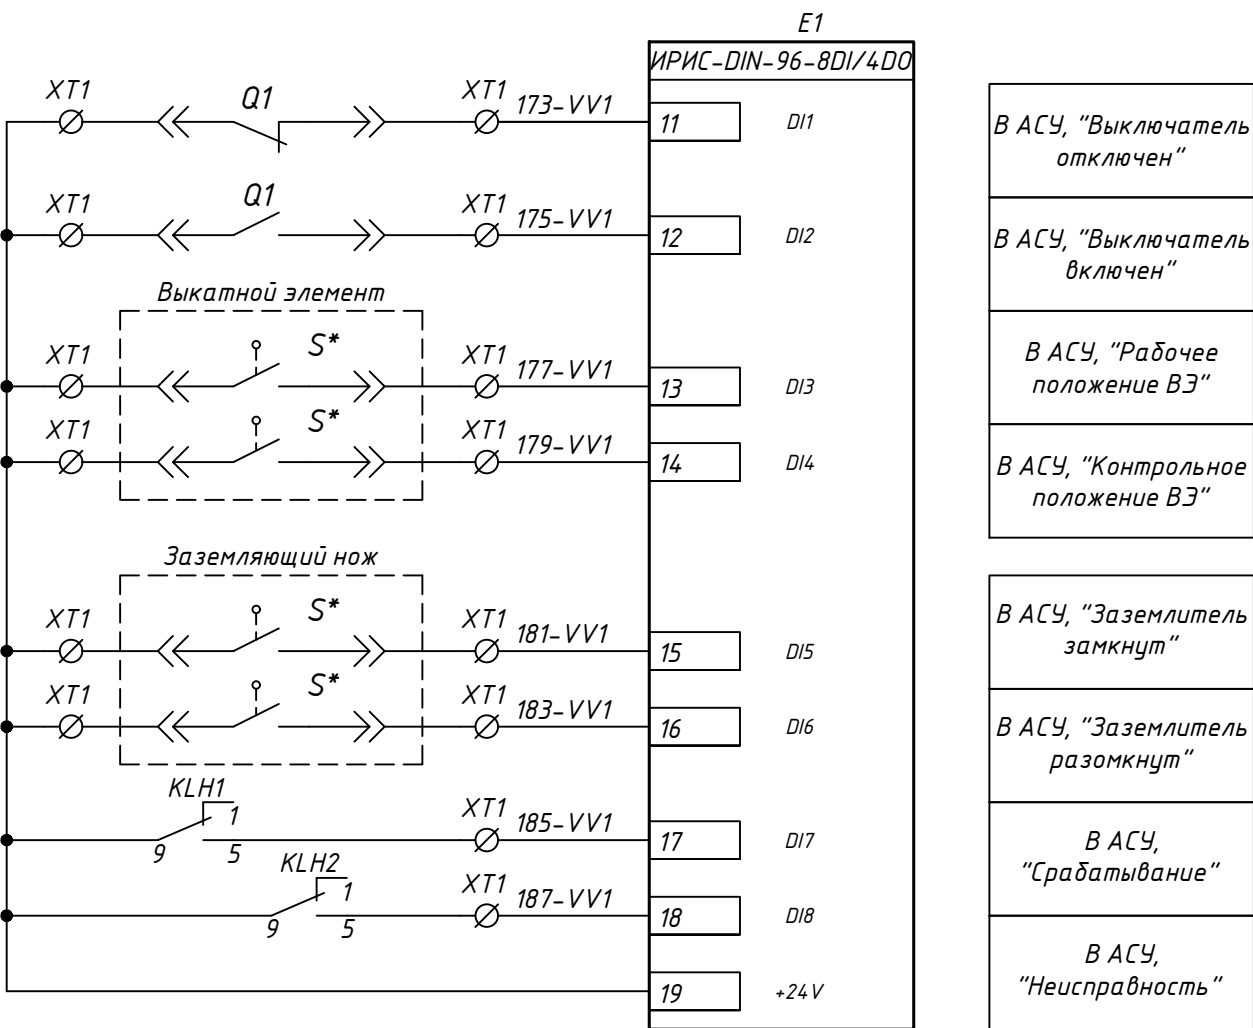 E1
ИРИС-DIN-96-8DI/4DO
XT1 Q1 XT1 173-VV1 11 DI1
В АСУ, "Выключатель
отключен"
XT1 Q1 XT1 175-VV1 12 DI2
В АСУ, "Выключатель
включен"
Выкатной элемент
XT1 S* XT1 177-VV1 13 DI3
В АСУ, "Рабочее
положение ВЭ"
XT1 S* XT1 179-VV1 14 DI4
В АСУ, "Контрольное
положение ВЭ"
Заземляющий нож
XT1 S* XT1 181-VV1 15 DI5
В АСУ, "Заземлитель
замкнут"
XT1 S* XT1 183-VV1 16 DI6
В АСУ, "Заземлитель
разомкнут"
KLH1
1
9 5
XT1 185-VV1 17 DI7
В АСУ,
"Срабатывание"
KLH2
1
9 5
XT1 187-VV1 18 DI8
В АСУ,
"Неисправность"
19 +24V